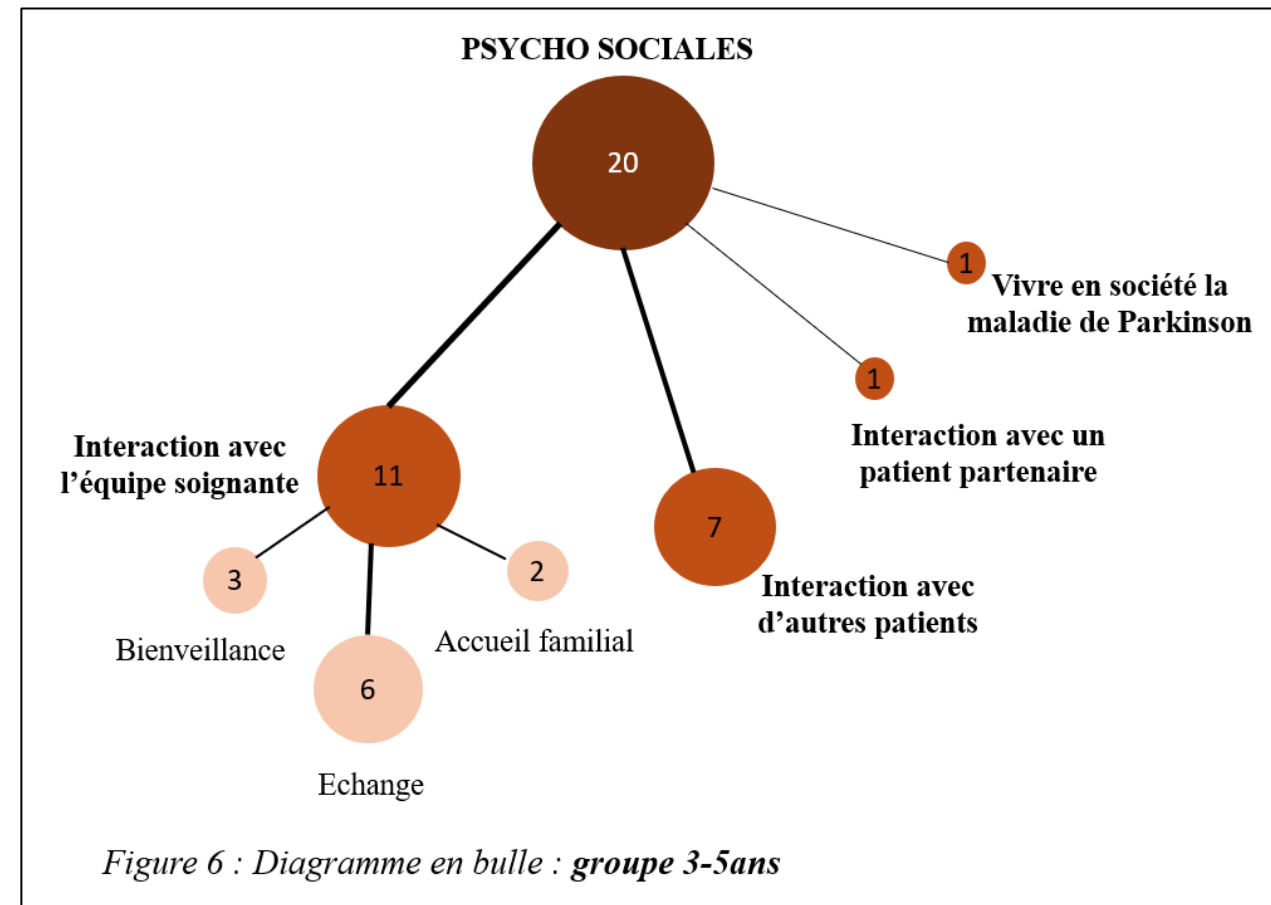 PSYCHO SOCIALES
20
1
Vivre en société la
maladie de Parkinson
1
Interaction avec un
patient partenaire
Interaction avec
l’équipe soignante
11
7
Interaction avec
d’autres patients
3
Bienveillance
2
Accueil familial
6
Echange
Figure 6 : Diagramme en bulle : groupe 3-5ans